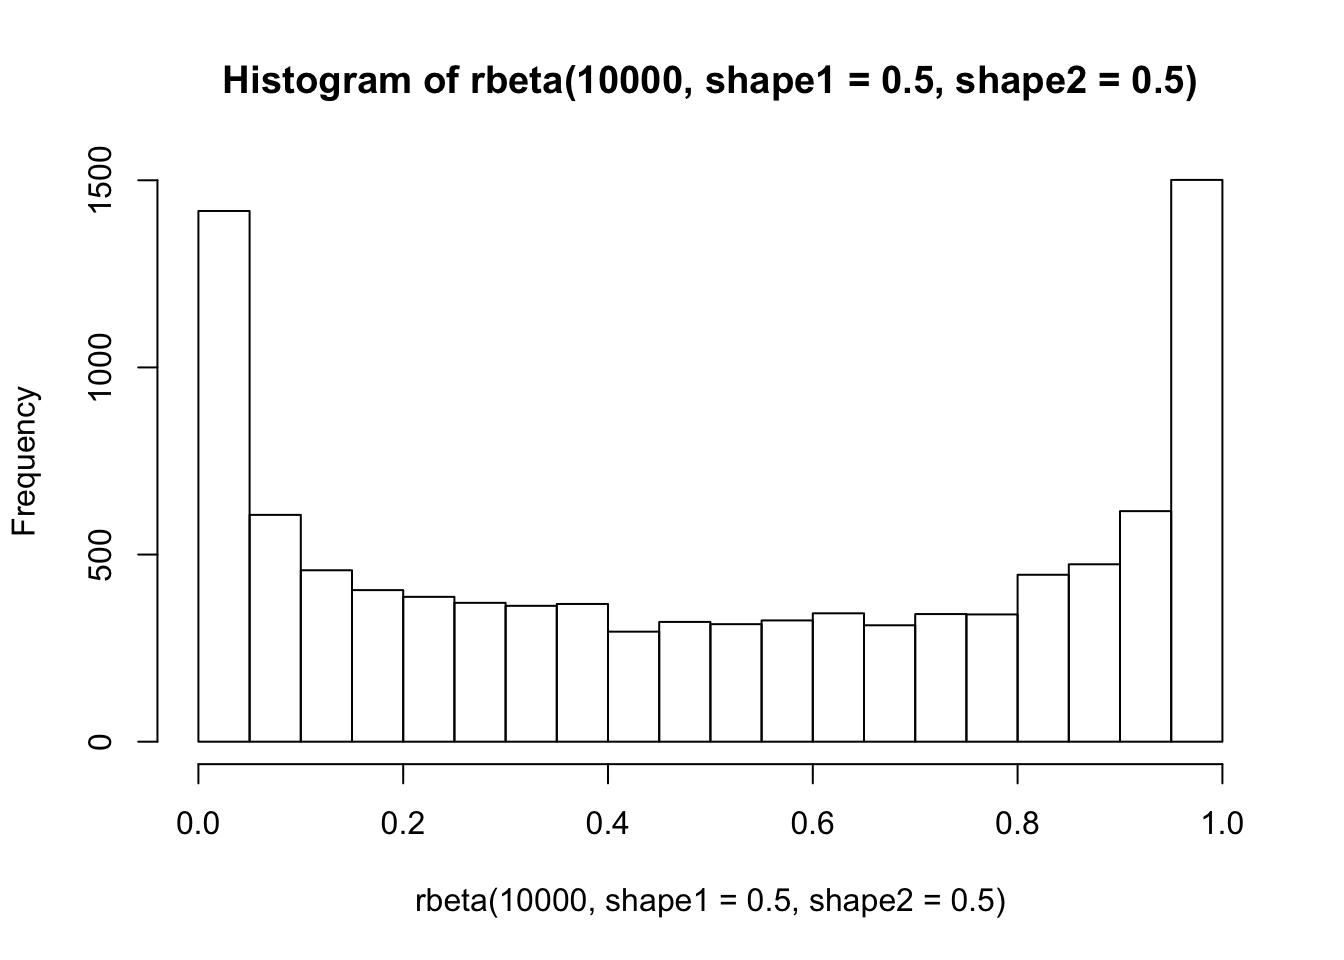 Histogram of rbeta(10000, shape1 = 0.5, shape2 = 0.5)
Frequency
1500
1000
500
0
0.0 0.2 0.4 0.6 0.8 1.0
rbeta(10000, shape1 = 0.5, shape2 = 0.5)